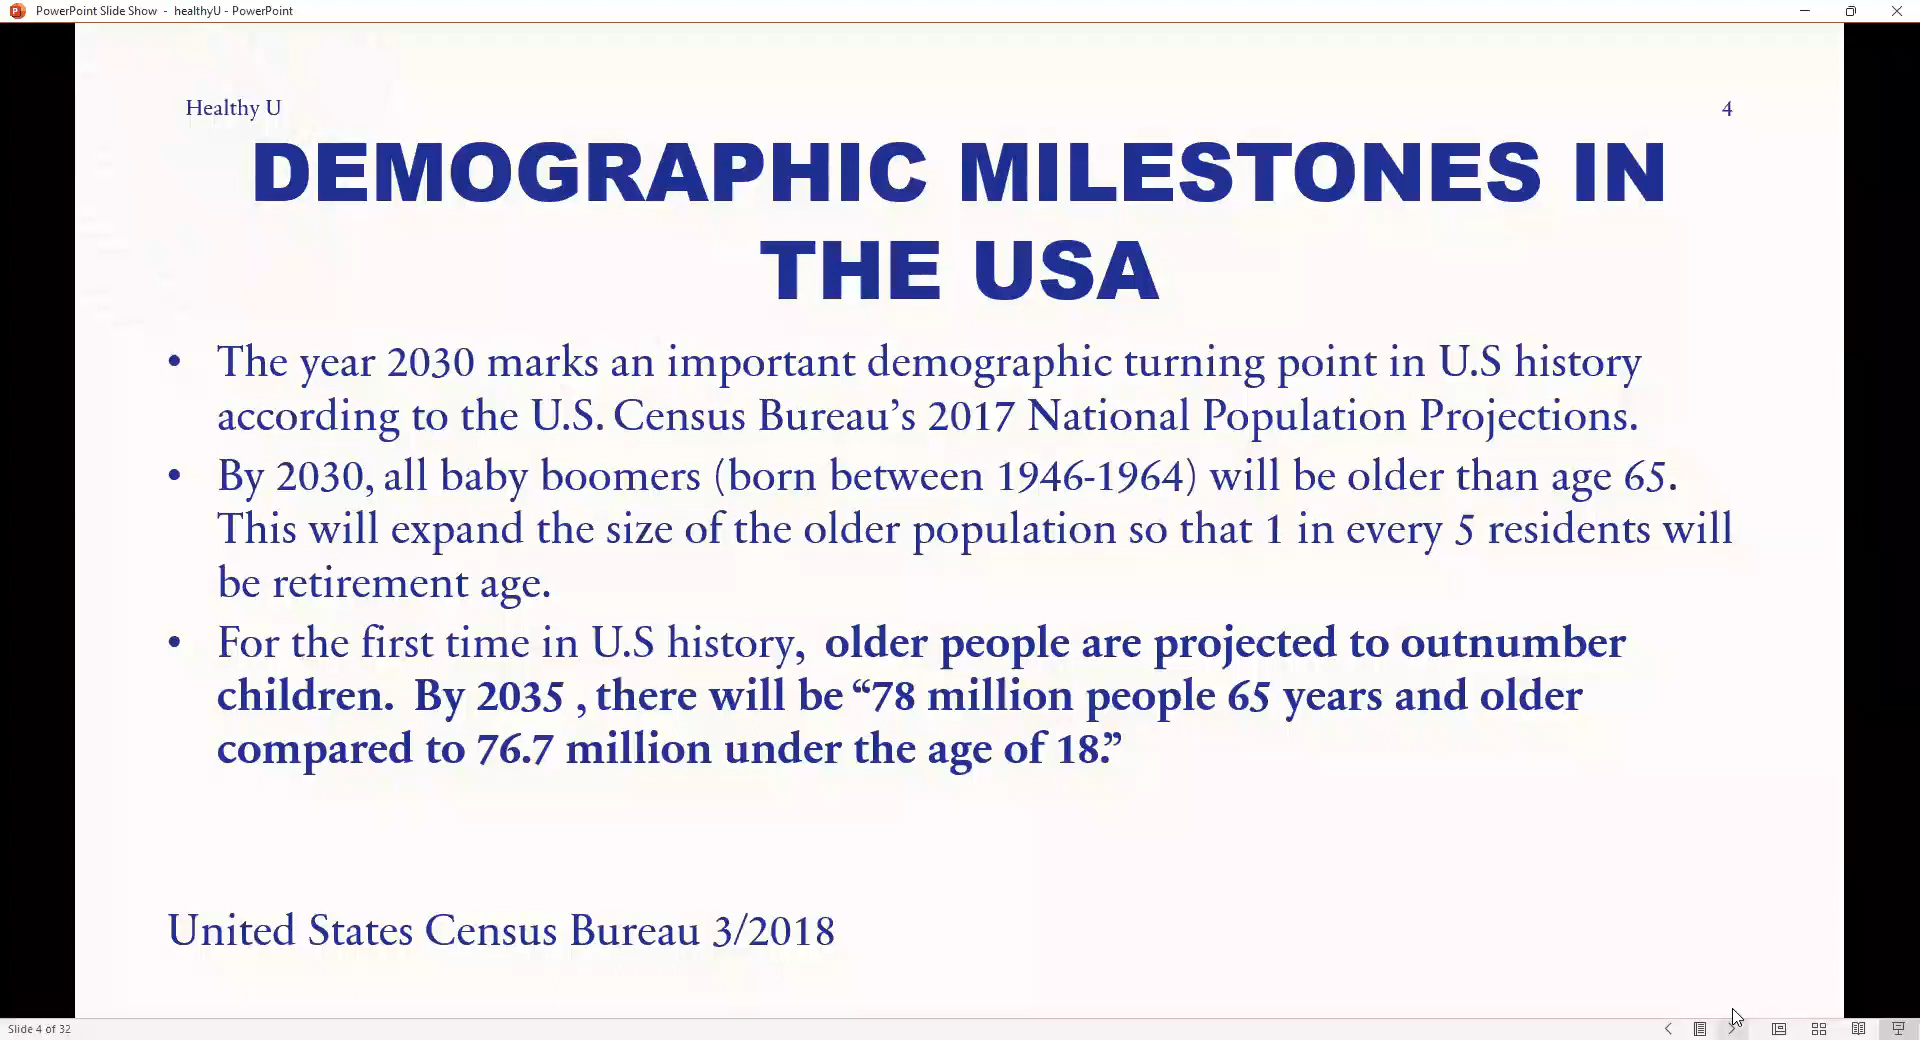 PowerPoint Slide Show - healthyU - PowerPoint
Healthy U
4
DEMOGRAPHIC MILESTONES IN
THE USA
• The year 2030 marks an important demographic turning point in U.S history
according to the U.S. Census Bureau’s 2017 National Population Projections.
• By 2030, all baby boomers (born between 1946-1964) will be older than age 65.
This will expand the size of the older population so that 1 in every 5 residents will
be retirement age.
• For the first time in U.S history, older people are projected to outnumber
children. By 2035 , there will be “78 million people 65 years and older
compared to 76.7 million under the age of 18.”
United States Census Bureau 3/2018
Slide 4 of 32